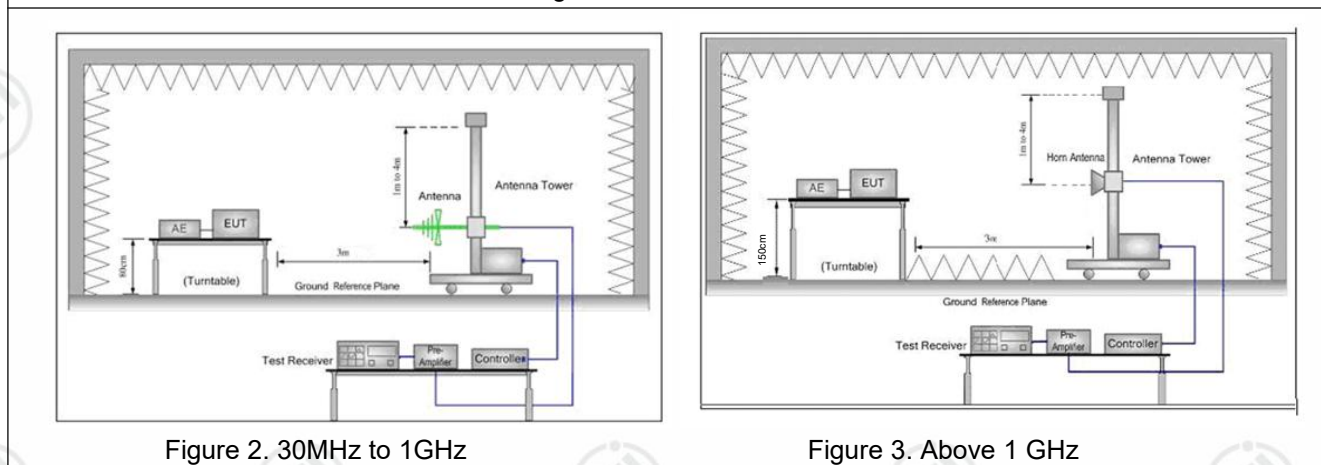 1m to 4m
Antenna
Antenna Tower
AE
EUT
80cm
3m
(Turntable)
Ground Reference Plane
Test Receiver
Pre-
Amplifier
Controller
Figure 2. 30MHz to 1GHz
1m to 4m
Horn Antenna
Antenna Tower
AE
EUT
150cm
3m
(Turntable)
Ground Reference Plane
Test Receiver
Pre-
Amplifier
Controller
Figure 3. Above 1 GHz